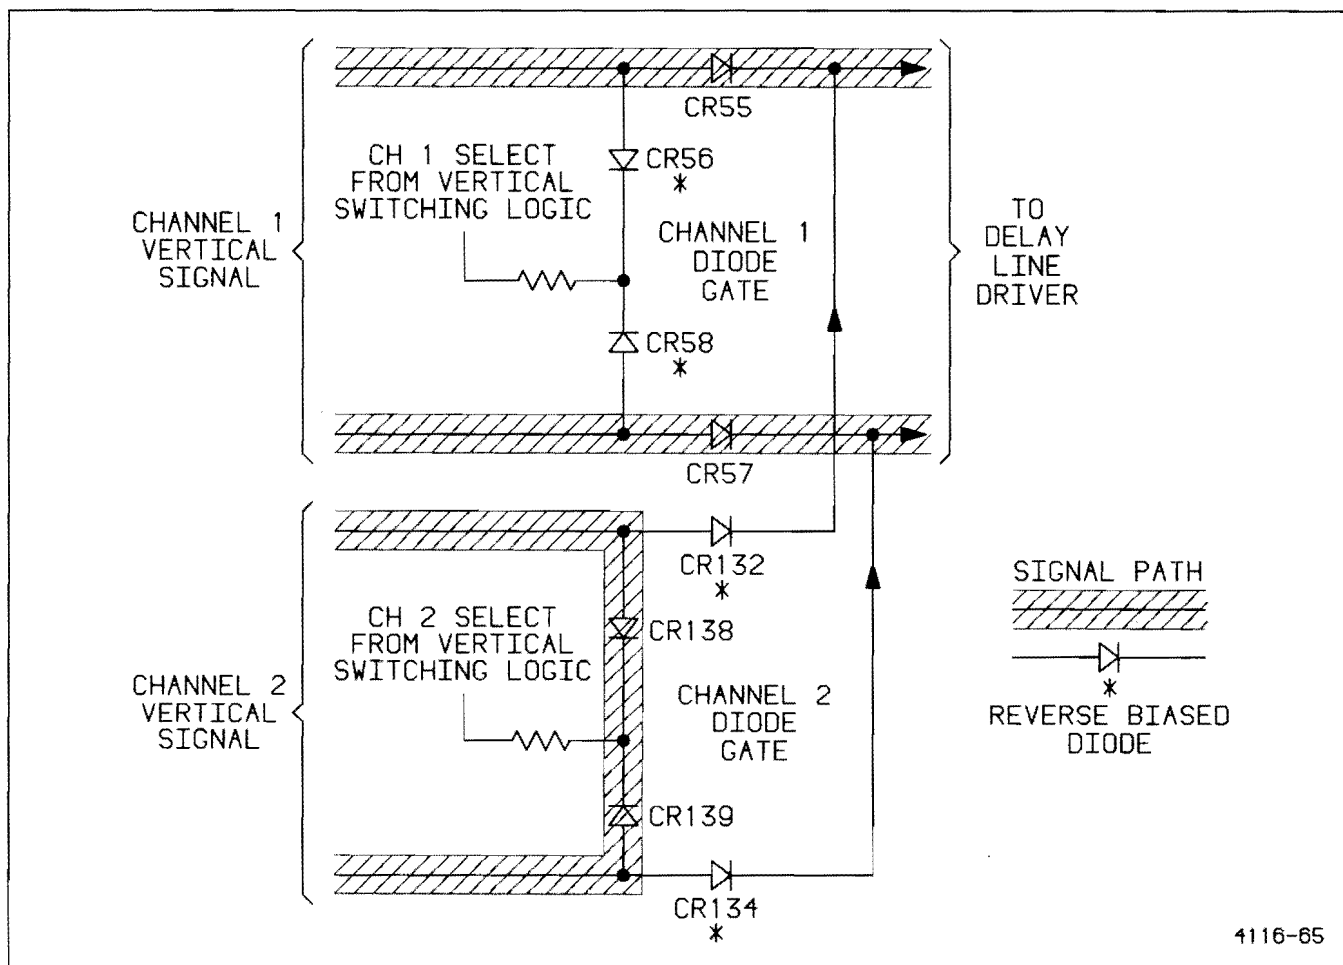 CR55
CR56
*
CH 1 SELECT
FROM VERTICAL
SWITCHING LOGIC
CHANNEL 1
VERTICAL
SIGNAL
CHANNEL 1
DIODE
GATE
TO
DELAY
LINE
DRIVER
CR58
*
CR57
CR132
*
CH 2 SELECT
FROM VERTICAL
SWITCHING LOGIC
CR138
CHANNEL 2
VERTICAL
SIGNAL
CHANNEL 2
DIODE
GATE
CR139
CR134
*
SIGNAL PATH
*
REVERSE BIASED
DIODE
4116-65